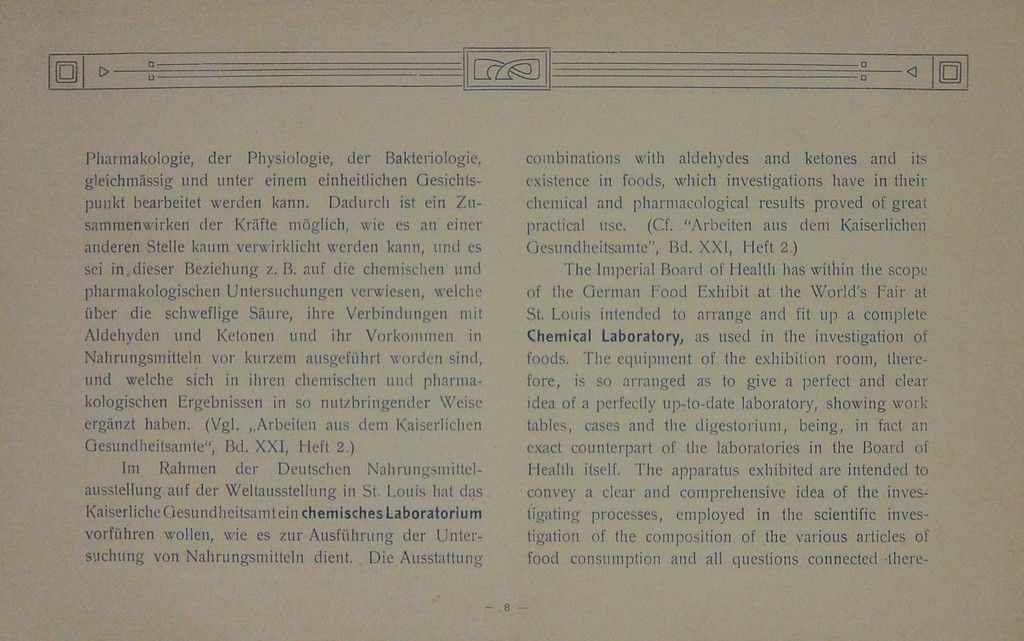 Pharmakologie, der Physiologie, der Bakteriologie,
gleichmässig und unter einem einheitlichen Gesichts-
punkt bearbeitet werden kann. Dadurch ist ein Zu-
sammenwirken der Kräfte möglich, wie es an einer
anderen Stelle kaum verwirklicht werden kann, und es
sei in dieser Beziehung z. B. auf die chemischen und
pharmakologischen Untersuchungen verwiesen, welche
über die schweflige Säure, ihre Verbindungen mit
Aldehyden und Ketonen und ihr Vorkommen in
Nahrungsmitteln vor kurzem ausgeführt worden sind,
und welche sich in ihren chemischen und pharma-
kologischen Ergebnissen in so nutzbringender Weise
ergänzt haben. (Vgl. „Arbeiten aus dem Kaiserlichen
Gesundheitsamte“, Bd. XXI, Heft 2.)
Im Rahmen der Deutschen Nahrungsmittel-
ausstellung auf der Weltausstellung in St. Louis hat das
Kaiserliche Gesundheitsamt ein chemisches Laboratorium
vorführen wollen, wie es zur Ausführung der Unter-
suchung von Nahrungsmitteln dient. Die Ausstattung
combinations with aldehydes and ketones and its
existence in foods, which investigations have in their
chemical and pharmacological results proved of great
practical use. (Cf. "Arbeiten aus dem Kaiserlichen
Gesundheitsamte", Bd. XXI, Heft 2.)
The Imperial Board of Health has within the scope
of the German Food Exhibit at the World's Fair at
St. Louis intended to arrange and fit up a complete
Chemical Laboratory, as used in the investigation of
foods. The equipment of the exhibition room, there-
fore, is so arranged as to give a perfect and clear
idea of a perfectly up-to-date laboratory, showing work
tables, cases and the digestorium, being, in fact an
exact counterpart of the laboratories in the Board of
Health itself. The apparatus exhibited are intended to
convey a clear and comprehensive idea of the inves-
tigating processes, employed in the scientific inves-
tigation of the composition of the various articles of
food consumption and all questions connected there-
— 8 —